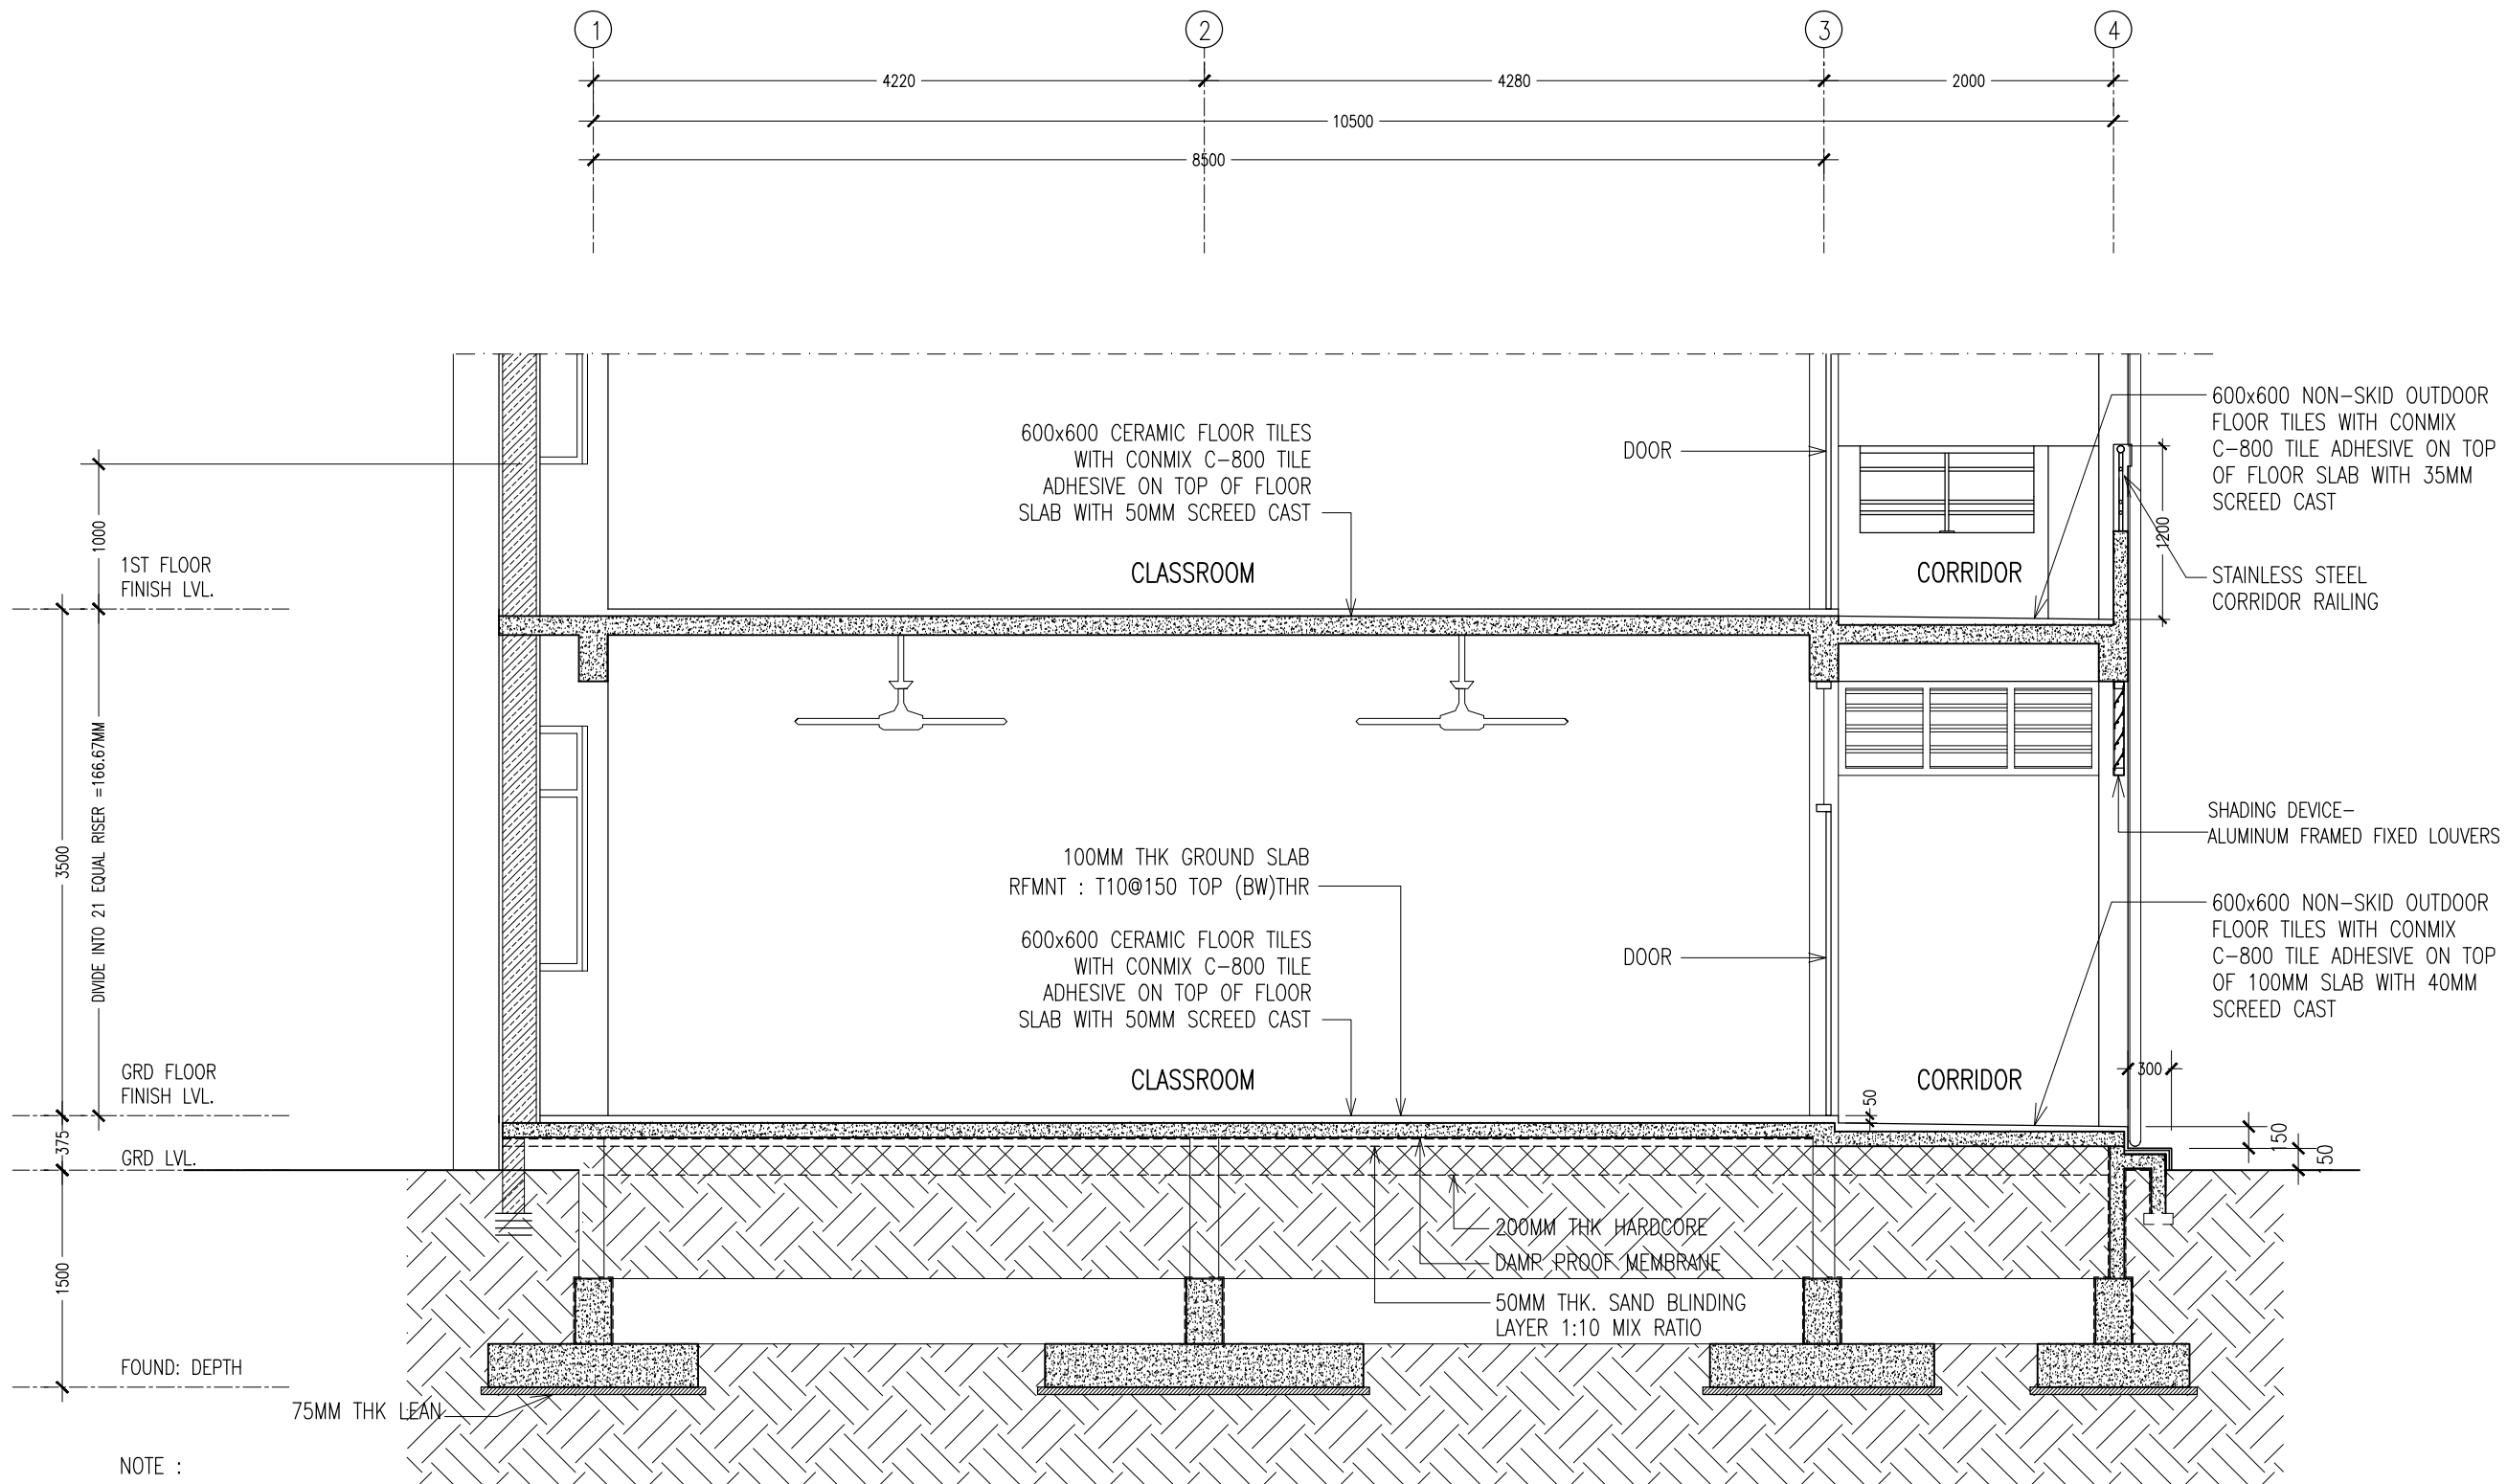 1
2
3
4
4220
4280
2000
10500
8500
600x600 CERAMIC FLOOR TILES
WITH CONMIX C-800 TILE
ADHESIVE ON TOP OF FLOOR
SLAB WITH 50MM SCREED CAST
DOOR
600x600 NON-SKID OUTDOOR
FLOOR TILES WITH CONMIX
C-800 TILE ADHESIVE ON TOP
OF FLOOR SLAB WITH 35MM
SCREED CAST
1000
1200
1ST FLOOR
FINISH LVL.
CLASSROOM
CORRIDOR
STAINLESS STEEL
CORRIDOR RAILING
3500
DIVIDE INTO 21 EQUAL RISER =166.67MM
SHADING DEVICE-
ALUMINUM FRAMED FIXED LOUVERS
100MM THK GROUND SLAB
RFMNT : T10@150 TOP (BW)THR
600x600 CERAMIC FLOOR TILES
WITH CONMIX C-800 TILE
ADHESIVE ON TOP OF FLOOR
SLAB WITH 50MM SCREED CAST
DOOR
600x600 NON-SKID OUTDOOR
FLOOR TILES WITH CONMIX
C-800 TILE ADHESIVE ON TOP
OF 100MM SLAB WITH 40MM
SCREED CAST
GRD FLOOR
FINISH LVL.
CLASSROOM
CORRIDOR
300
50
375
150
150
GRD LVL.
200MM THK HARDCORE
DAMP PROOF MEMBRANE
50MM THK. SAND BLINDING
LAYER 1:10 MIX RATIO
1500
FOUND: DEPTH
75MM THK LEAN
NOTE :